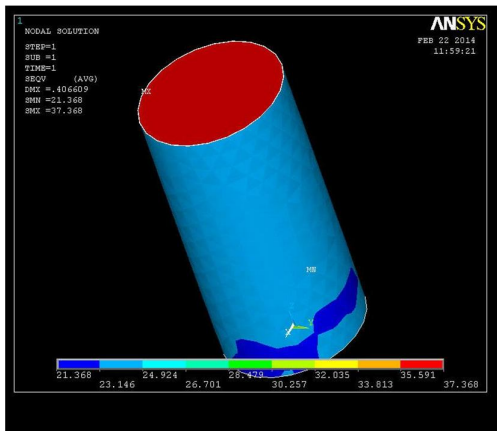 1
ANSYS
NODAL SOLUTION
FEB 22 2014
11:59:21
STEP=1
SUB =1
TIME=1
SEQV (AVG)
DMX =.406609
SMN =21.368
SMX =37.368
MX
MN
21.368 24.924 28.479 32.035 35.591
23.146 26.701 30.257 33.813 37.368